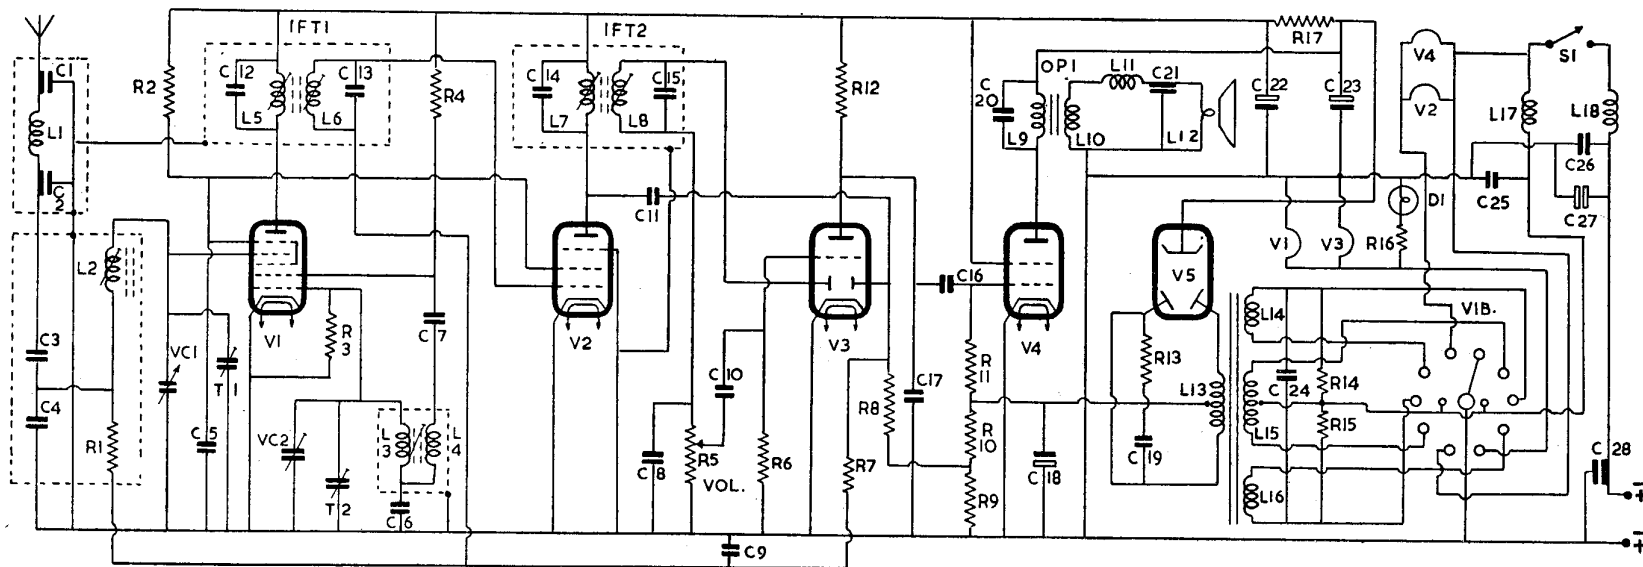 IFT1
IFT2
R17
C1
C12
C13
C14
C15
R2
R4
R12
L1
L5
L6
L7
L8
C2
C11
OP1
L11
C21
C20
L9
L10
L12
C22
C23
V4
V2
S1
L17
L18
C26
C25
C27
D1
R16
V1
V3
L2
C3
C4
R1
VC1
T1
C5
V1
R3
C7
VC2
T2
L3
L4
C6
V2
C8
R5
VOL.
C10
R6
C9
V3
R7
R8
C17
C16
R11
R10
R9
C18
V4
V5
R13
C19
L13
L14
L15
L16
C24
R14
R15
VIB.
C28